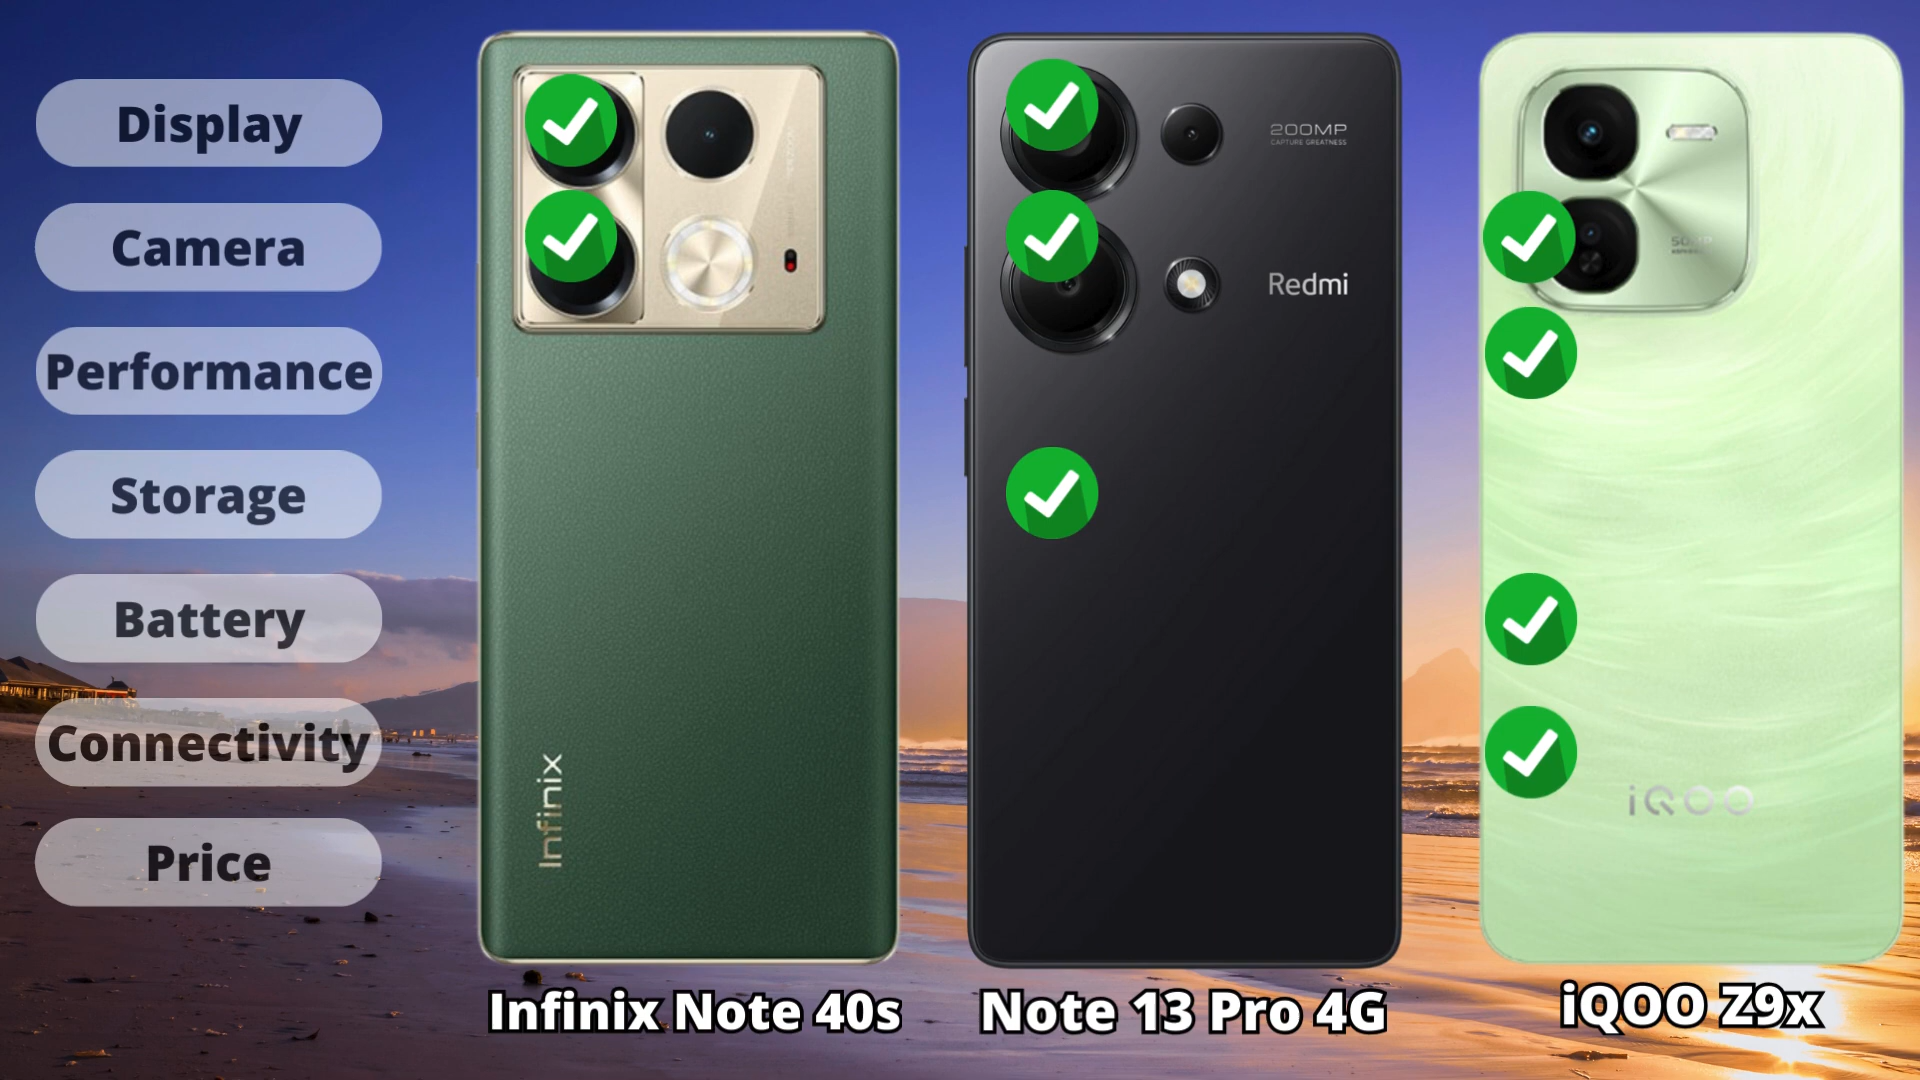 Display
Camera
Performance
Storage
Battery
Connectivity
Price
Infinix
200MP
CAPTURE GREATNESS
Redmi
50MP
iQOO
Infinix Note 40s
Note 13 Pro 4G
iQOO Z9x